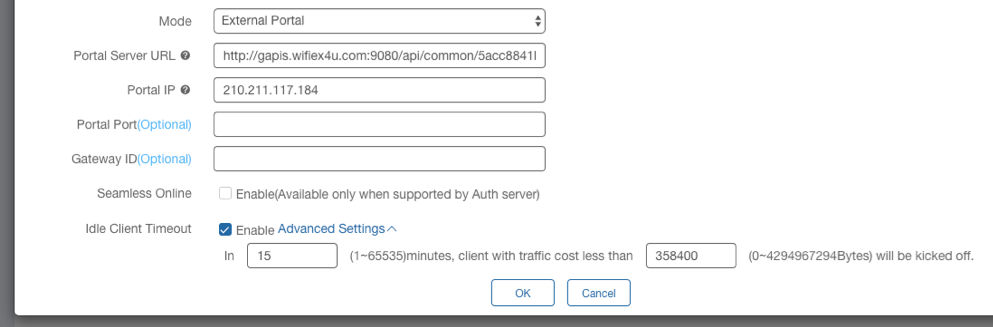 Mode External Portal
Portal Server URL http://gapis.wifiex4u.com:9080/api/common/5acc8841
Portal IP 210.211.117.184
Portal Port(Optional)
Gateway ID(Optional)
Seamless Online Enable(Available only when supported by Auth server)
Idle Client Timeout Enable Advanced Settings
In 15 (1~65535)minutes, client with traffic cost less than 358400 (0~4294967294Bytes) will be kicked off.
OK Cancel